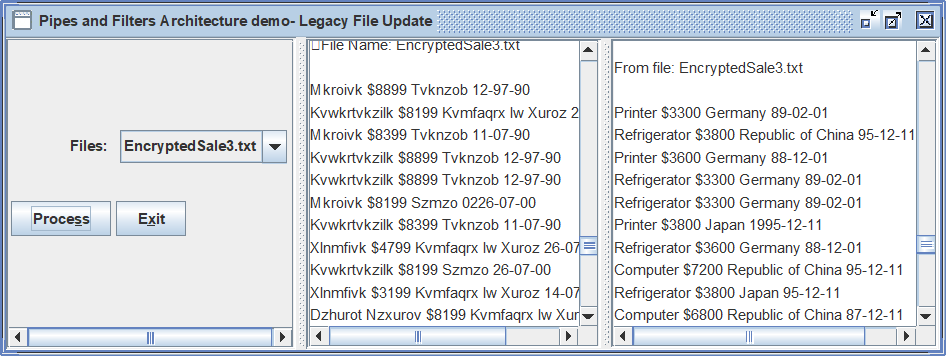 Pipes and Filters Architecture demo- Legacy File Update
Files: EncryptedSale3.txt
Process Exit
File Name: EncryptedSale3.txt
Mkroivk $8899 Tvknzob 12-97-90
Kvwkrtvkzilk $8199 Kvmfaqrx lw Xuroz 2
Mkroivk $8399 Tvknzob 11-07-90
Kvwkrtvkzilk $8899 Tvknzob 12-97-90
Kvwkrtvkzilk $8899 Tvknzob 12-97-90
Mkroivk $8199 Szmzo 0226-07-00
Kvwkrtvkzilk $8399 Tvknzob 11-07-90
Xlnmfivk $4799 Kvmfaqrx lw Xuroz 26-07
Kvwkrtvkzilk $8199 Szmzo 26-07-00
Xlnmfivk $3199 Kvmfaqrx lw Xuroz 14-07
Dzhurot Nzxurov $8199 Kvmfaqrx lw Xur
From file: EncryptedSale3.txt
Printer $3300 Germany 89-02-01
Refrigerator $3800 Republic of China 95-12-11
Printer $3600 Germany 88-12-01
Refrigerator $3300 Germany 89-02-01
Refrigerator $3300 Germany 89-02-01
Printer $3800 Japan 1995-12-11
Refrigerator $3600 Germany 88-12-01
Computer $7200 Republic of China 95-12-11
Refrigerator $3800 Japan 95-12-11
Computer $6800 Republic of China 87-12-11